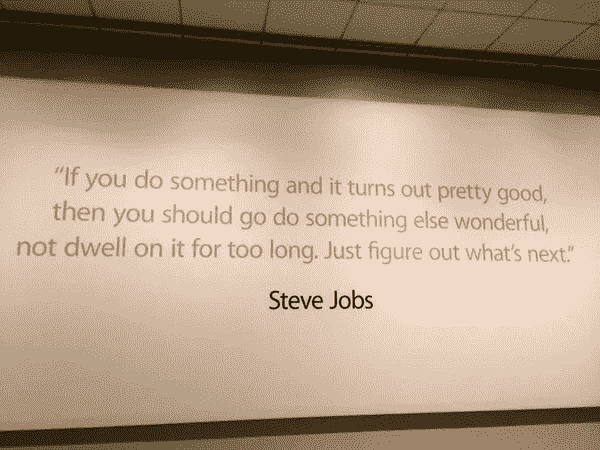 “If you do something and it turns out pretty good,
then you should go do something else wonderful,
not dwell on it for too long. Just figure out what’s next.”
Steve Jobs